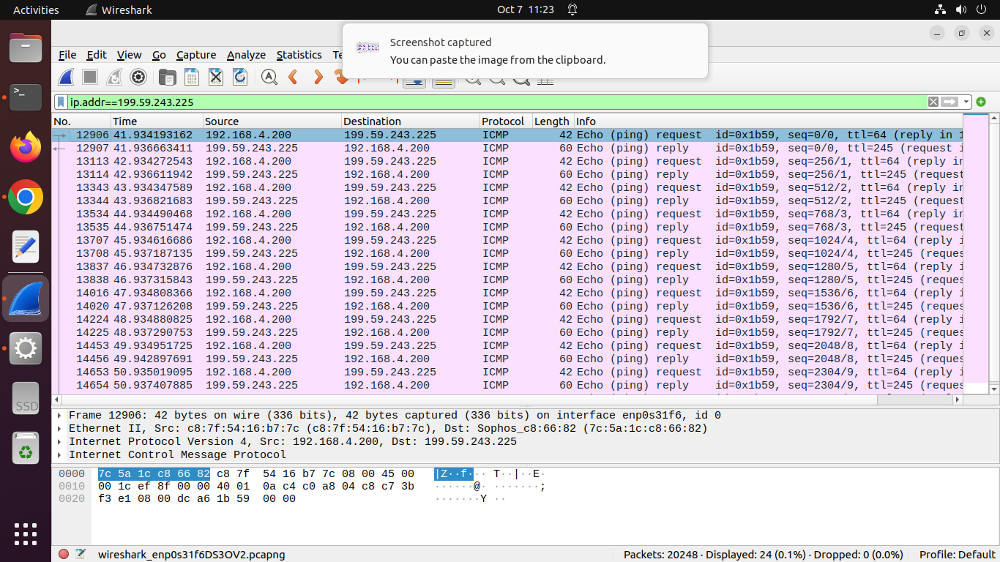 Activities Wireshark Oct 7 11:23
Screenshot captured
You can paste the image from the clipboard.
File Edit View Go Capture Analyze Statistics Te
ip.addr==199.59.243.225
No. Time Source Destination Protocol Length Info
12906 41.934193162 192.168.4.200 199.59.243.225 ICMP 42 Echo (ping) request id=0x1b59, seq=0/0, ttl=64 (reply in 1
12907 41.936663411 199.59.243.225 192.168.4.200 ICMP 60 Echo (ping) reply id=0x1b59, seq=0/0, ttl=245 (request i
13113 42.934272543 192.168.4.200 199.59.243.225 ICMP 42 Echo (ping) request id=0x1b59, seq=256/1, ttl=64 (reply in
13114 42.936611942 199.59.243.225 192.168.4.200 ICMP 60 Echo (ping) reply id=0x1b59, seq=256/1, ttl=245 (request
13343 43.934347589 192.168.4.200 199.59.243.225 ICMP 42 Echo (ping) request id=0x1b59, seq=512/2, ttl=64 (reply in
13344 43.936821683 199.59.243.225 192.168.4.200 ICMP 60 Echo (ping) reply id=0x1b59, seq=512/2, ttl=245 (request
13534 44.934490468 192.168.4.200 199.59.243.225 ICMP 42 Echo (ping) request id=0x1b59, seq=768/3, ttl=64 (reply in
13535 44.936751474 199.59.243.225 192.168.4.200 ICMP 60 Echo (ping) reply id=0x1b59, seq=768/3, ttl=245 (request
13707 45.934616686 192.168.4.200 199.59.243.225 ICMP 42 Echo (ping) request id=0x1b59, seq=1024/4, ttl=64 (reply i
13708 45.937187135 199.59.243.225 192.168.4.200 ICMP 60 Echo (ping) reply id=0x1b59, seq=1024/4, ttl=245 (reques
13837 46.934732876 192.168.4.200 199.59.243.225 ICMP 42 Echo (ping) request id=0x1b59, seq=1280/5, ttl=64 (reply i
13838 46.937315843 199.59.243.225 192.168.4.200 ICMP 60 Echo (ping) reply id=0x1b59, seq=1280/5, ttl=245 (reques
14016 47.934808366 192.168.4.200 199.59.243.225 ICMP 42 Echo (ping) request id=0x1b59, seq=1536/6, ttl=64 (reply i
14020 47.937126208 199.59.243.225 192.168.4.200 ICMP 60 Echo (ping) reply id=0x1b59, seq=1536/6, ttl=245 (reques
14224 48.934880825 192.168.4.200 199.59.243.225 ICMP 42 Echo (ping) request id=0x1b59, seq=1792/7, ttl=64 (reply i
14225 48.937290753 199.59.243.225 192.168.4.200 ICMP 60 Echo (ping) reply id=0x1b59, seq=1792/7, ttl=245 (reques
14453 49.934951725 192.168.4.200 199.59.243.225 ICMP 42 Echo (ping) request id=0x1b59, seq=2048/8, ttl=64 (reply i
14456 49.942897691 199.59.243.225 192.168.4.200 ICMP 60 Echo (ping) reply id=0x1b59, seq=2048/8, ttl=245 (reques
14653 50.935019095 192.168.4.200 199.59.243.225 ICMP 42 Echo (ping) request id=0x1b59, seq=2304/9, ttl=64 (reply i
14654 50.937407885 199.59.243.225 192.168.4.200 ICMP 60 Echo (ping) reply id=0x1b59, seq=2304/9, ttl=245 (reques
SSD
Frame 12906: 42 bytes on wire (336 bits), 42 bytes captured (336 bits) on interface enp0s31f6, id 0
Ethernet II, Src: c8:7f:54:16:b7:7c (c8:7f:54:16:b7:7c), Dst: Sophos_c8:66:82 (7c:5a:1c:c8:66:82)
Internet Protocol Version 4, Src: 192.168.4.200, Dst: 199.59.243.225
Internet Control Message Protocol
0000 7c 5a 1c c8 66 82 c8 7f 54 16 b7 7c 08 00 45 00 |Z··f··· T··|··E·
0010 00 1c ef 8f 00 00 40 01 0a c4 c0 a8 04 c8 c7 3b ······@· ·······;
0020 f3 e1 08 00 dc a6 1b 59 00 00 ·······Y ··
wireshark_enp0s31f6DS3OV2.pcapng Packets: 20248 · Displayed: 24 (0.1%) · Dropped: 0 (0.0%) Profile: Default